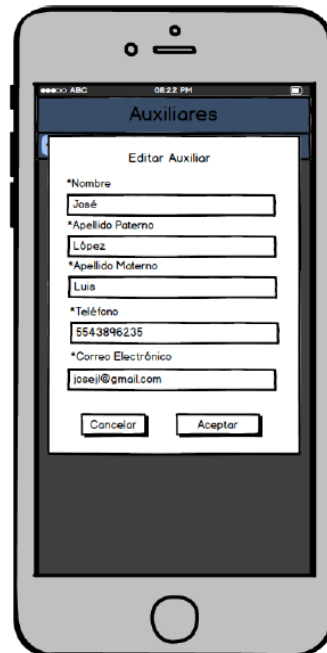 ABC 08:22 PM
Auxiliares
Editar Auxiliar
*Nombre
José
*Apellido Paterno
López
*Apellido Materno
Luis
*Teléfono
5543896235
*Correo Electrónico
josejl@gmail.com
Cancelar Aceptar